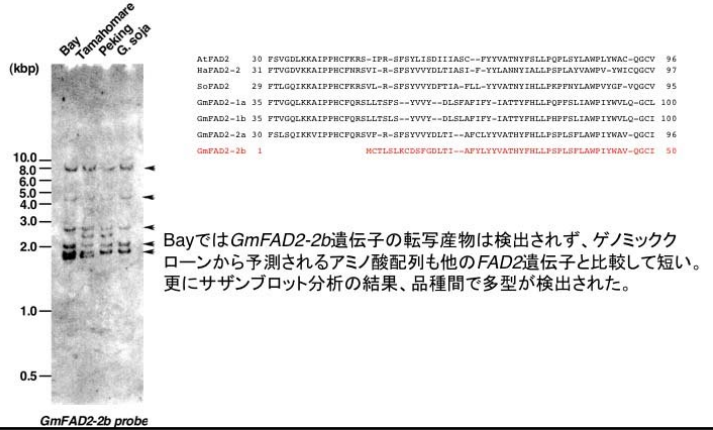 Bay
Tamahomare
Peking
G. soja
(kbp)
10.0
8.0
6.0
5.0
4.0
3.0
2.0
1.0
0.5
GmFAD2-2b probe
AtFAD2 30 FSVGDLKKAIPPHCFKRS-IPR-SFSYLISDIIIASC--FYYVATNYFSLLPQPLSYLAWPLYWAC-QGCV 96
HaFAD2-2 31 FTVGDVKKAIPPHCFNRSVI-R-SFSYVVYDLTIASI-F-YYLANNYIHLLPSPFAYLAWPV-YWICQGCV 97
SoFAD2 29 FTLGQIKKAIPPHCFQRSVLR-SFSYVVYDFTIA-FLL-YYVATNYIHLLPKPFNYLAWPVYGF-VQGCV 95
GmFAD2-1a 35 FTVGQLKKAIPPHCFQRSLLTSFS--YVVY--DLSFAFIFY-IATTYFHLLPQPFSLIAWPIYWVLQ-GCL 100
GmFAD2-1b 35 FTVGQLKKAIPPHCFQRSLLTSFS--YVVY--DLSFAFIFY-IATTYFHLLPHPFSLIAWPIYWVLQ-GCI 100
GmFAD2-2a 30 FSLSQIKKVIPPHCFQRSVF-R-SFSYVVYDLTI--AFCLYYVATHYFHLLPSPLSFLAWPIYWAVQ-GCI 96
GmFAD2-2b 1 MCTLSLKCDSFGDLTI--AFYLYYVATHYFHLLPSPLSFLAWPIYWAV-QGCI 50
BayではGmFAD2-2b遺伝子の転写産物は検出されず、ゲノミックク
ローンから予測されるアミノ酸配列も他のFAD2遺伝子と比較して短い。
更にサザンブロット分析の結果、品種間で多型が検出された。